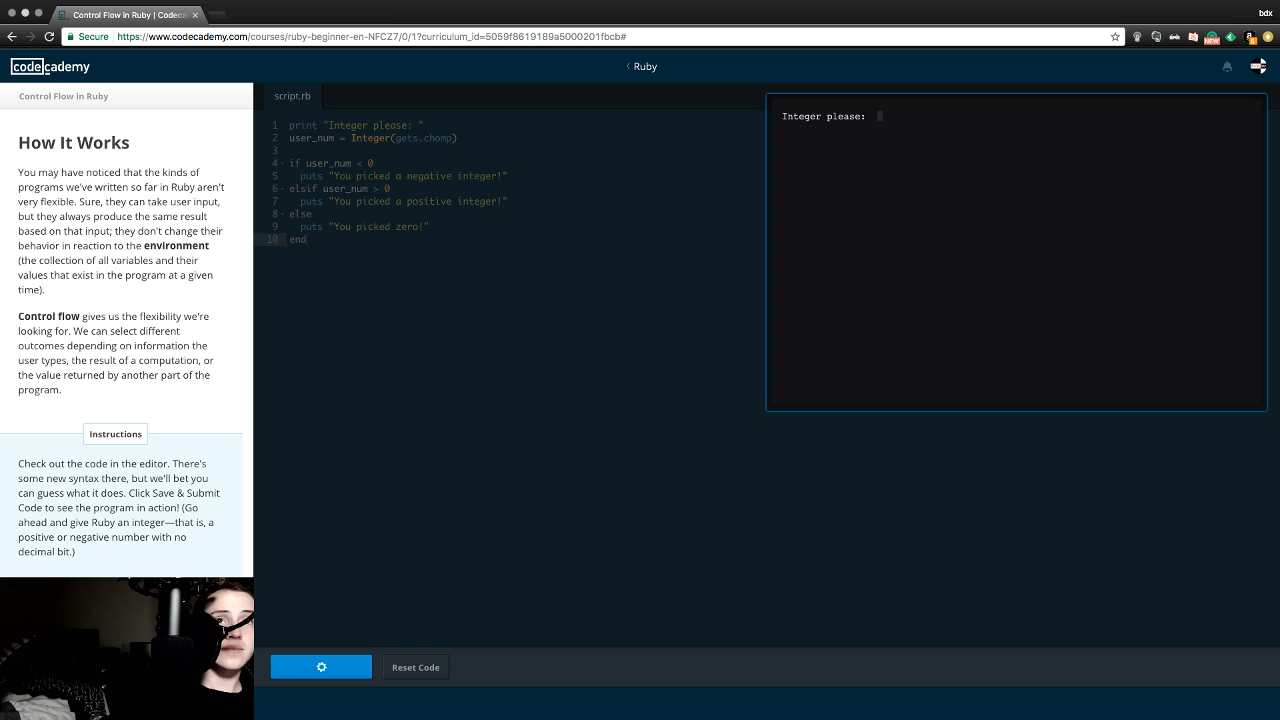 Control Flow in Ruby | Codeca
bdx
Secure
https://www.codecademy.com/courses/ruby-beginner-en-NFCZ7/0/1?curriculum_id=5059f8619189a5000201fbcb#
codecademy
Ruby
Control Flow in Ruby
How It Works
You may have noticed that the kinds of
programs we've written so far in Ruby aren't
very flexible. Sure, they can take user input,
but they always produce the same result
based on that input; they don't change their
behavior in reaction to the environment
(the collection of all variables and their
values that exist in the program at a given
time).
Control flow gives us the flexibility we're
looking for. We can select different
outcomes depending on information the
user types, the result of a computation, or
the value returned by another part of the
program.
Instructions
Check out the code in the editor. There's
some new syntax there, but we'll bet you
can guess what it does. Click Save & Submit
Code to see the program in action! (Go
ahead and give Ruby an integer—that is, a
positive or negative number with no
decimal bit.)
script.rb
1 print "Integer please: "
2 user_num = Integer(gets.chomp)
3
4 if user_num < 0
5 puts "You picked a negative integer!"
6 elsif user_num > 0
7 puts "You picked a positive integer!"
8 else
9 puts "You picked zero!"
10 end
Integer please:
Reset Code